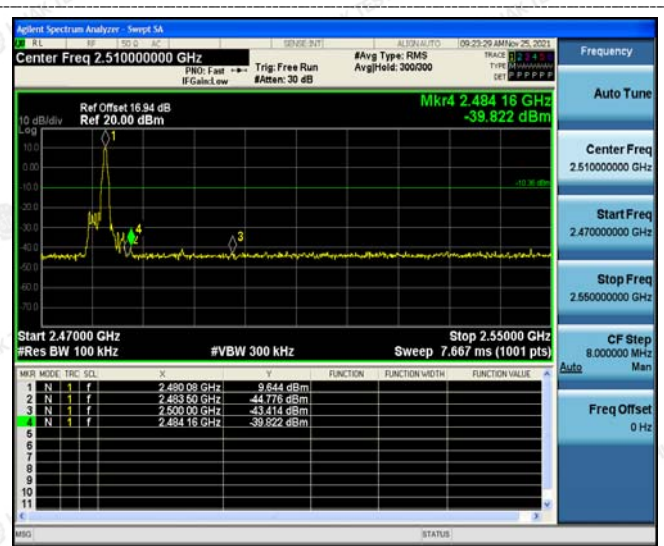 Agilent Spectrum Analyzer - Swept SA
RL RF 50 Ω AC SENSE:INT ALIGNAUTO 09:23:29 AM Nov 25, 2021
Center Freq 2.510000000 GHz
PNO: Fast
IFGain:Low
Trig: Free Run
#Atten: 30 dB
#Avg Type: RMS
Avg|Hold: 300/300
TRACE 1 2 3 4 5 6
TYPE M
DET P P P P P P
Frequency
Auto Tune
Mkr4 2.484 16 GHz
-39.822 dBm
Ref Offset 16.94 dB
Ref 20.00 dBm
10 dB/div
Log
10.0
0.00
-10.0
-20.0
-30.0
-40.0
-50.0
-60.0
-70.0
-10.36 dBm
1
4
2
3
Center Freq
2.510000000 GHz
Start Freq
2.470000000 GHz
Stop Freq
2.550000000 GHz
CF Step
8.000000 MHz
Auto Man
Freq Offset
0 Hz
Start 2.47000 GHz Stop 2.55000 GHz
#Res BW 100 kHz #VBW 300 kHz Sweep 7.667 ms (1001 pts)
MKR MODE TRC SCL X Y FUNCTION FUNCTION WIDTH FUNCTION VALUE
1 N 1 f 2.480 08 GHz 9.644 dBm
2 N 1 f 2.483 50 GHz -44.776 dBm
3 N 1 f 2.500 00 GHz -43.414 dBm
4 N 1 f 2.484 16 GHz -39.822 dBm
5
6
7
8
9
10
11
MSG STATUS